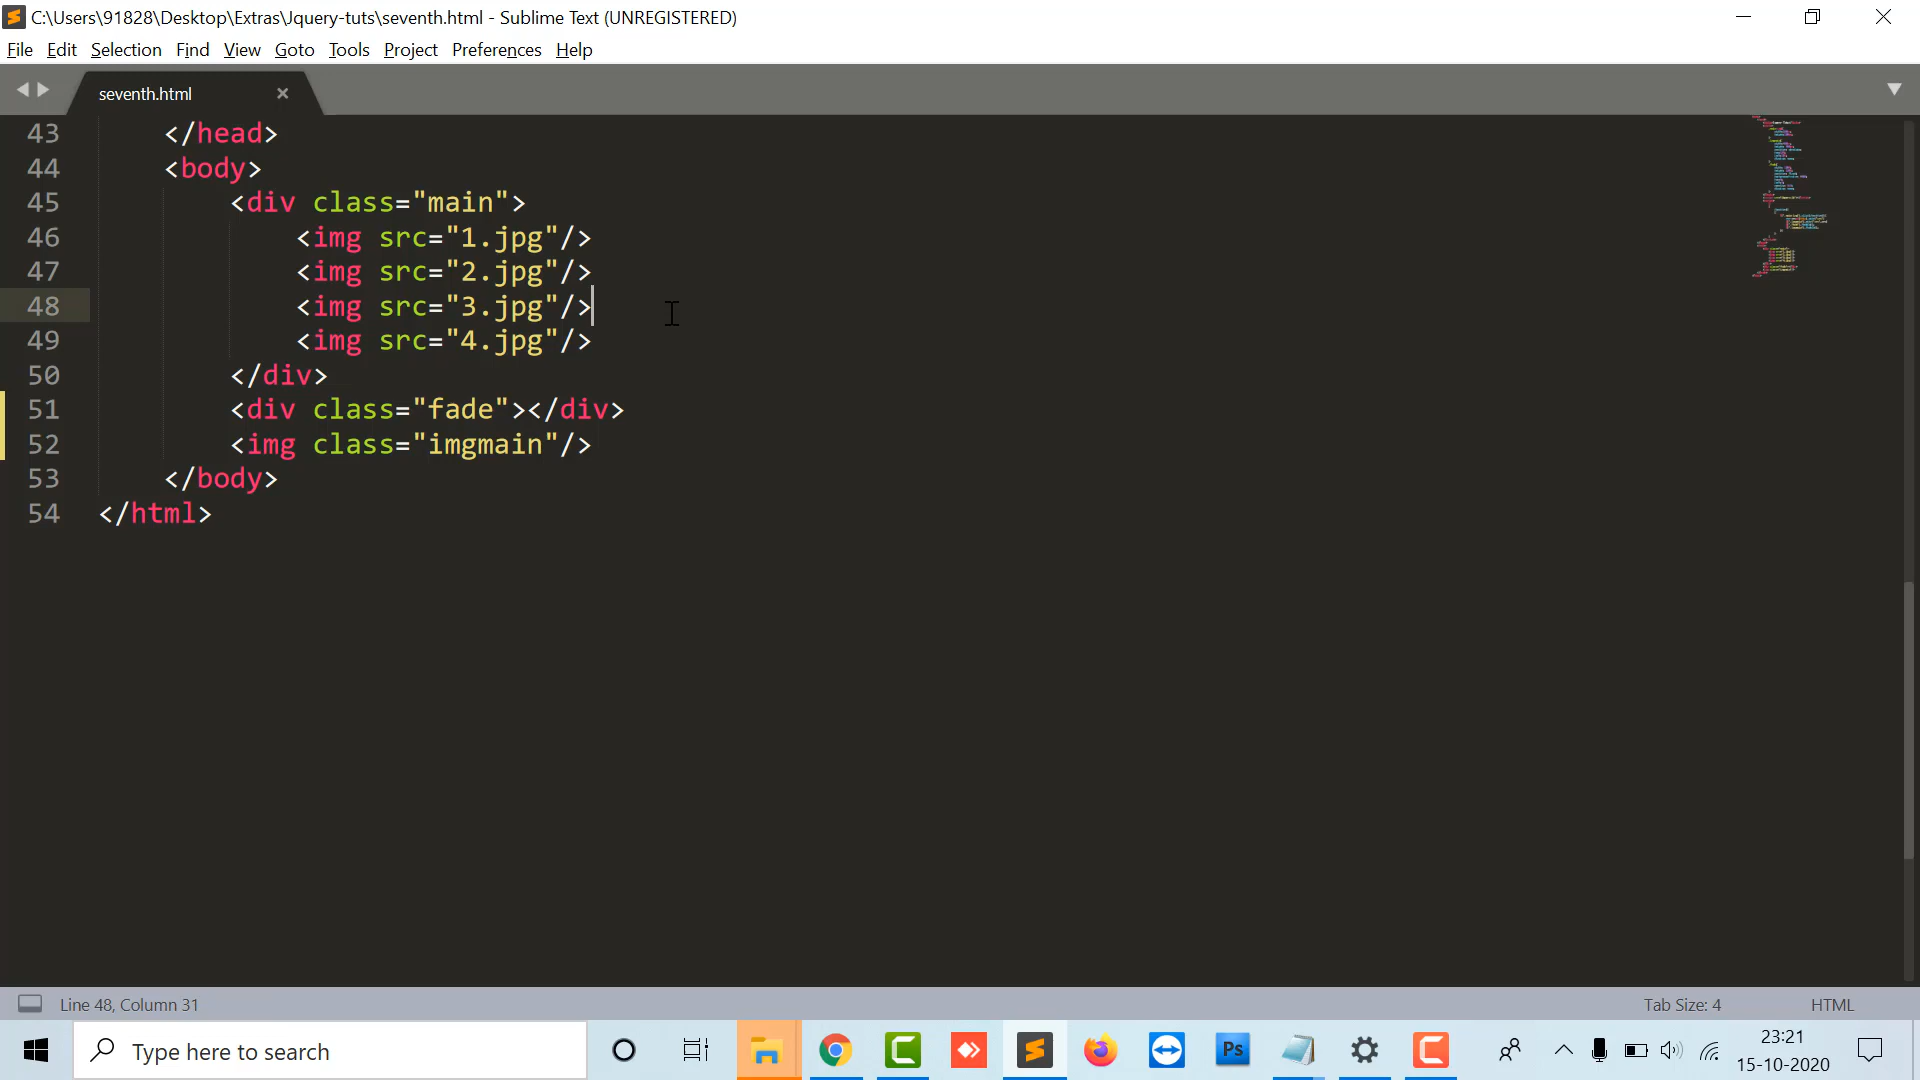 C:\Users\91828\Desktop\Extras\Jquery-tuts\seventh.html - Sublime Text (UNREGISTERED)
File Edit Selection Find View Goto Tools Project Preferences Help
seventh.html
43 </head>
44 <body>
45 <div class="main">
46 <img src="1.jpg"/>
47 <img src="2.jpg"/>
48 <img src="3.jpg"/>
49 <img src="4.jpg"/>
50 </div>
51 <div class="fade"></div>
52 <img class="imgmain"/>
53 </body>
54 </html>
Line 48, Column 31 Tab Size: 4 HTML
Type here to search
Ps
23:21
15-10-2020